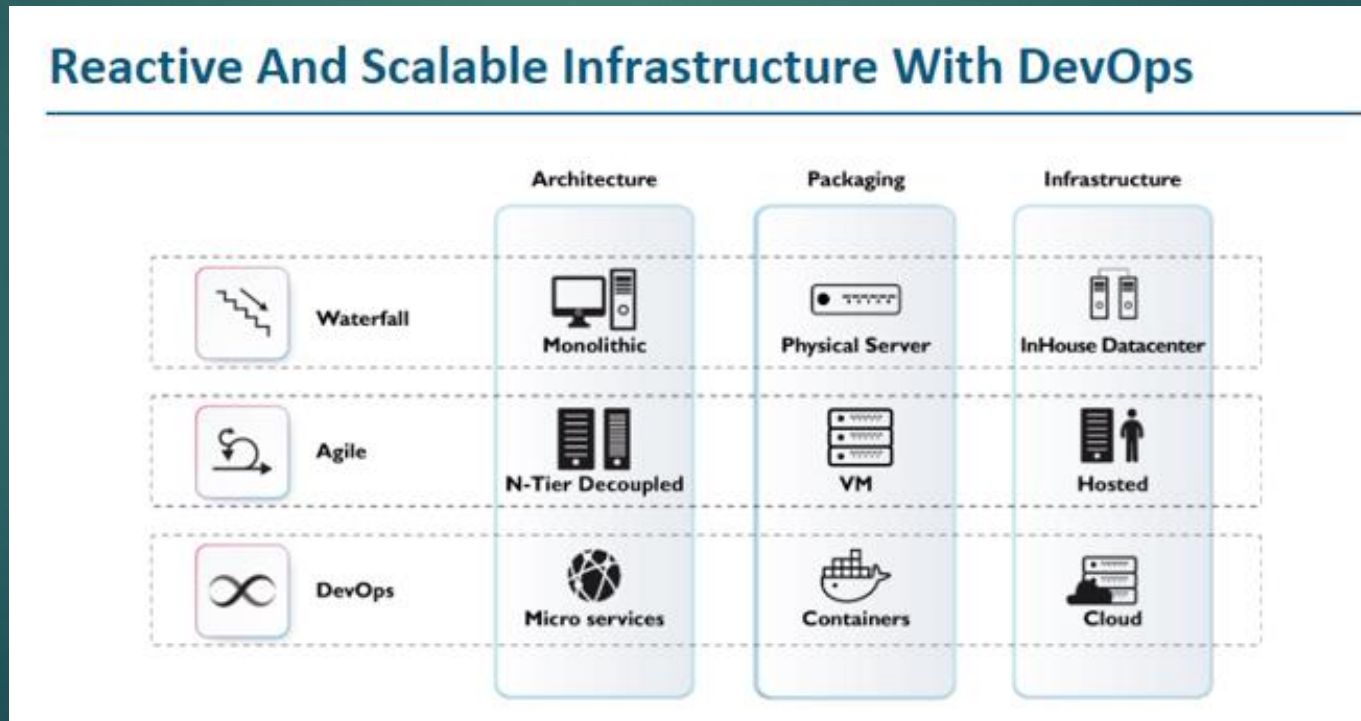 Reactive And Scalable Infrastructure With DevOps
Architecture Packaging Infrastructure
Waterfall
Monolithic Physical Server InHouse Datacenter
Agile
N-Tier Decoupled VM Hosted
DevOps
Micro services Containers Cloud